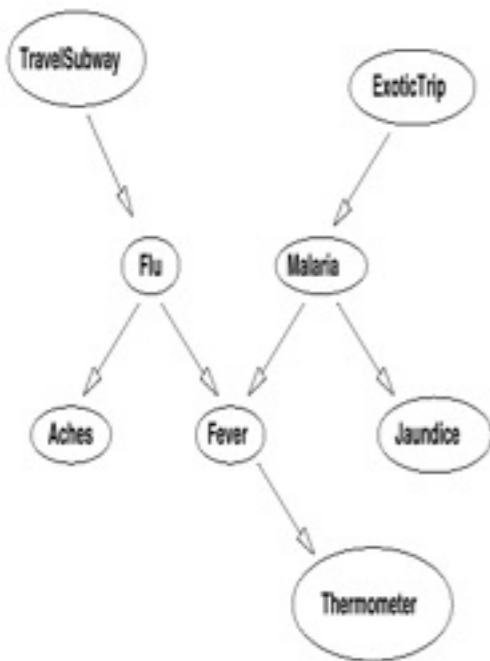 TravelSubway
ExoticTrip
Flu
Malaria
Aches
Fever
Jaundice
Thermometer